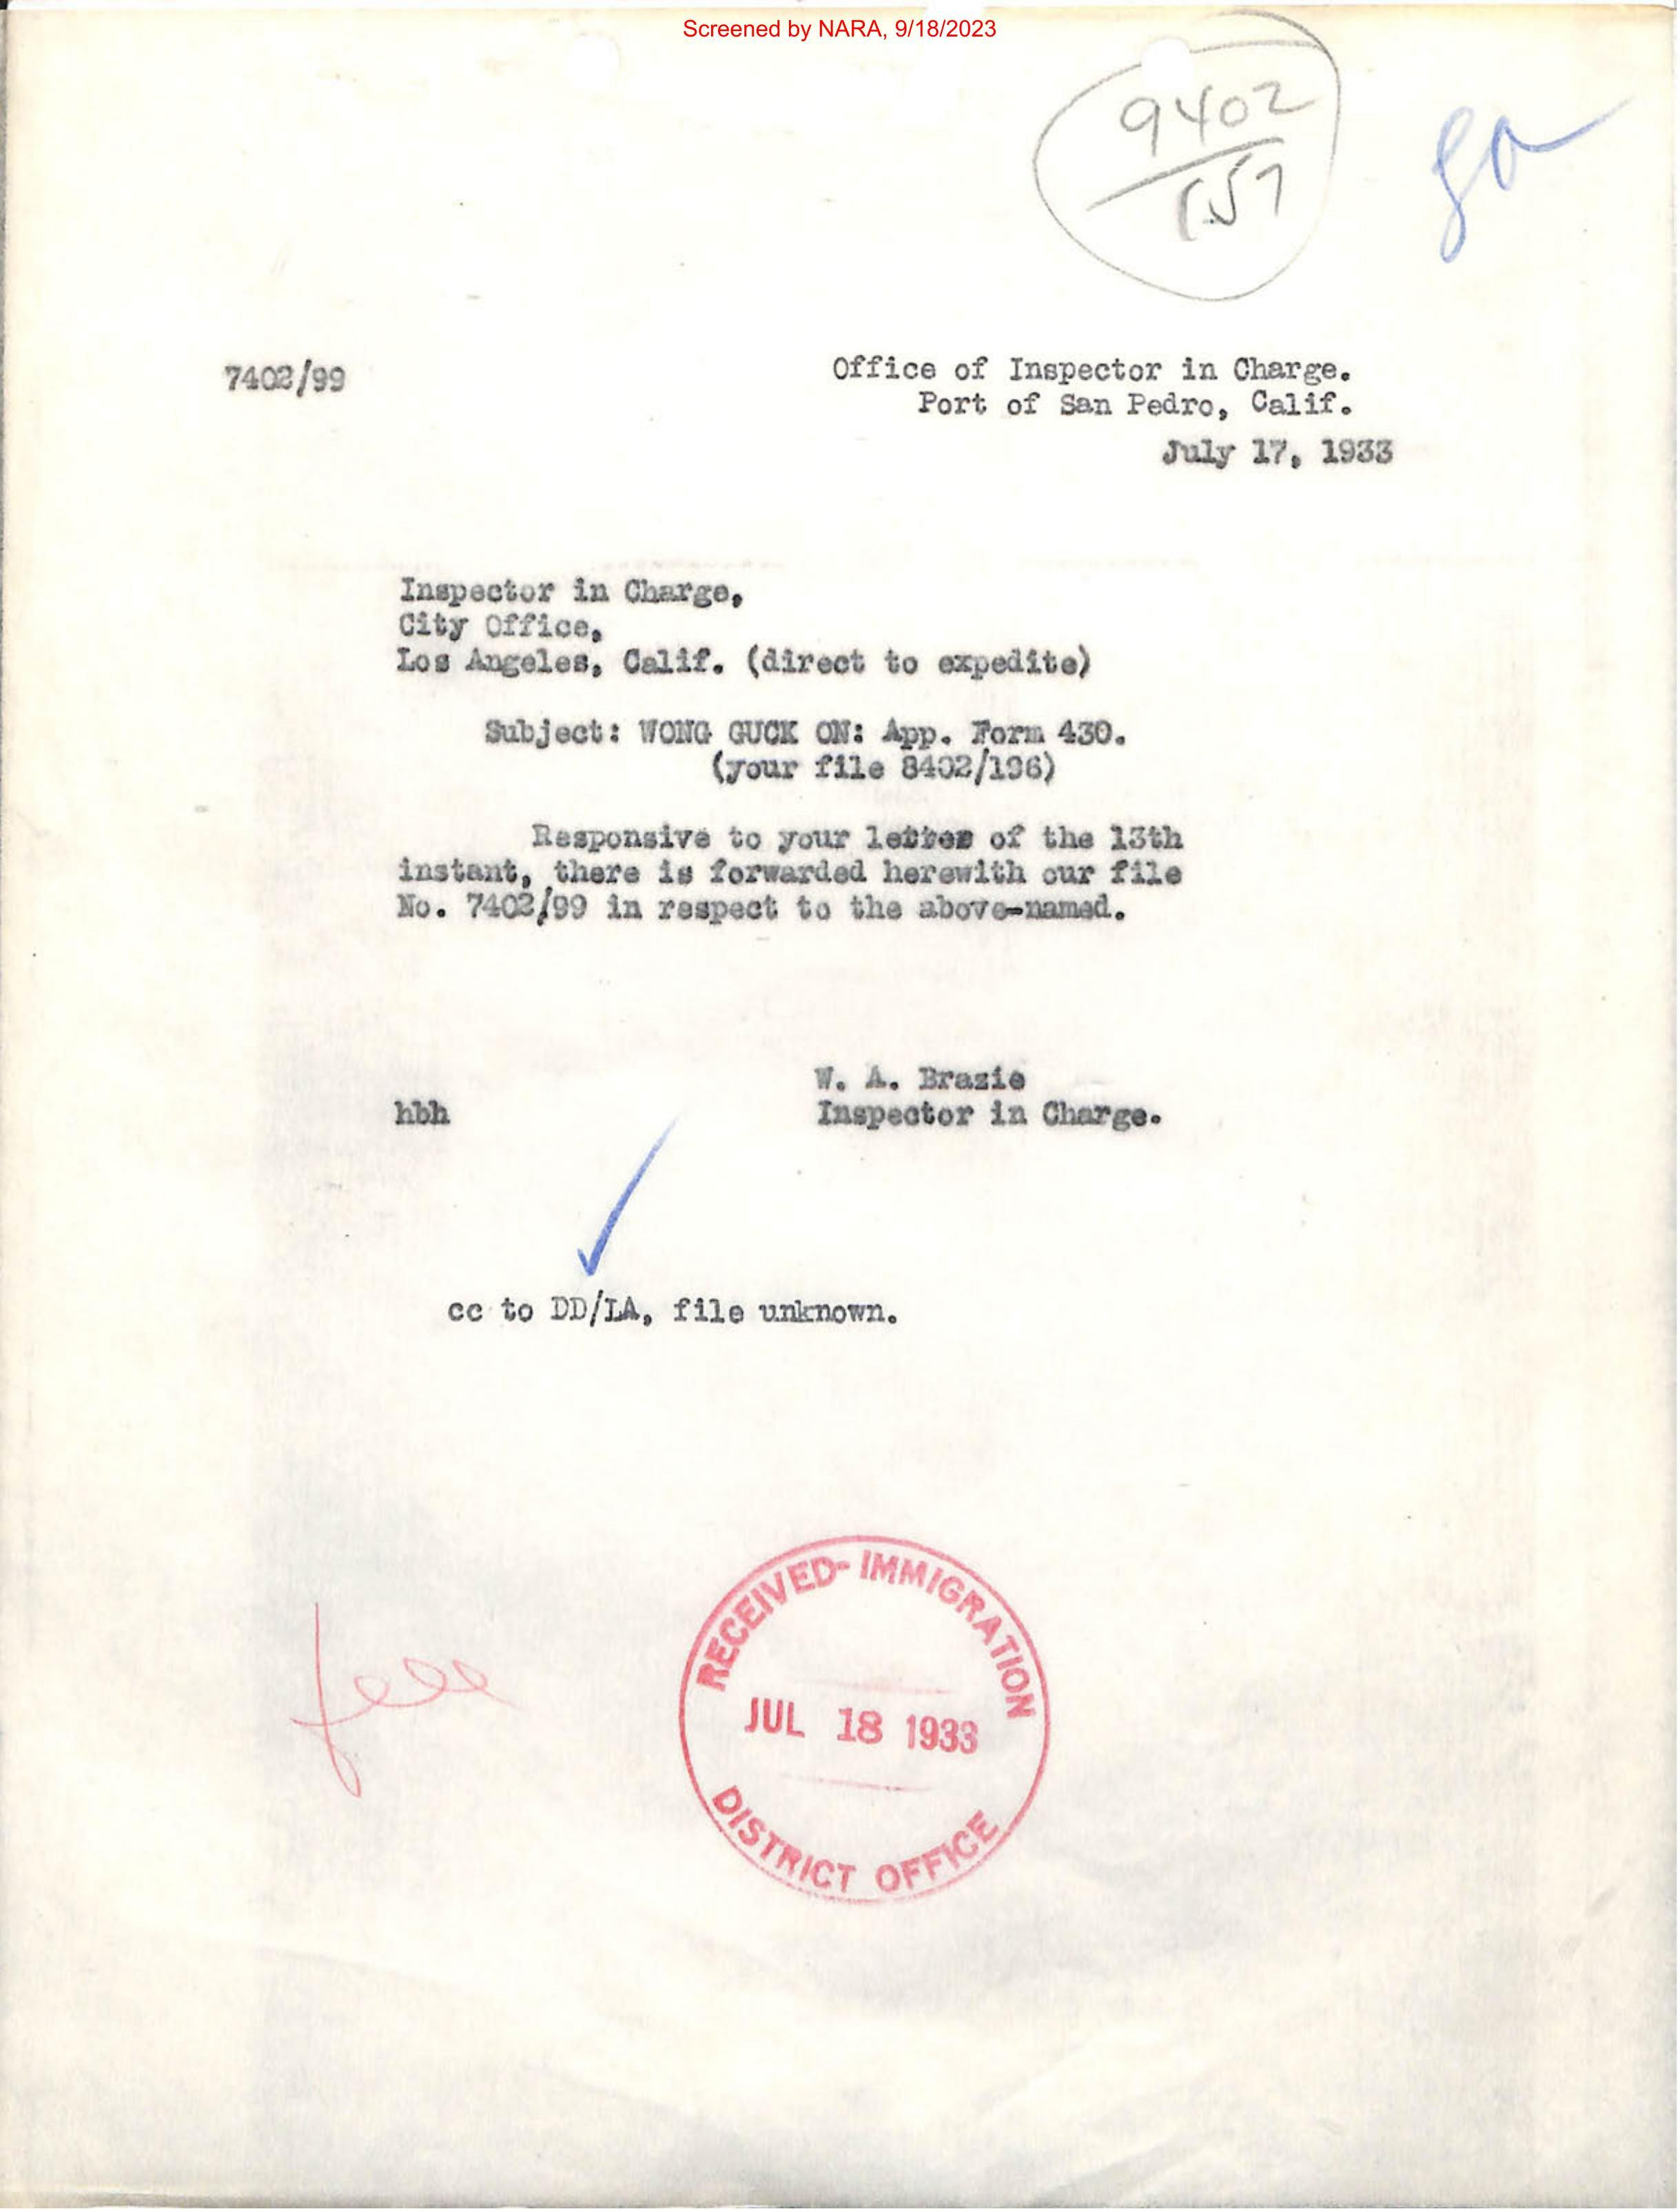 Screened by NARA, 9/18/2023
9402
157
7402/99
Office of Inspector in Charge.
Port of San Pedro, Calif.
July 17, 1933
Inspector in Charge,
City Office,
Los Angeles, Calif. (direct to expedite)
Subject: WONG GUCK ON: App. Form 430.
(your file 8402/196)
Responsive to your letter of the 13th
instant, there is forwarded herewith our file
No. 7402/99 in respect to the above-named.
W. A. Brazie
hbh
Inspector in Charge.
cc to DD/LA, file unknown.
RECEIVED-IMMIGRATION
JUL 18 1933
DISTRICT OFFICE